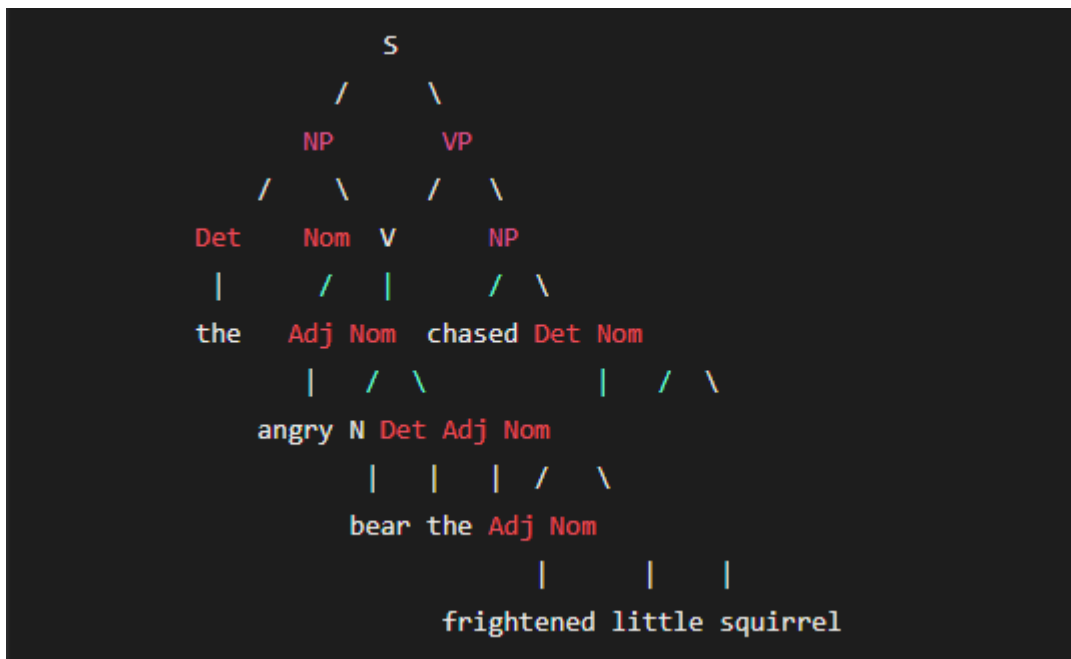 S
/ \
NP VP
/ \ / \
Det Nom V NP
| / | / \
the Adj Nom chased Det Nom
| / \ | / \
angry N Det Adj Nom
| | | / \
bear the Adj Nom
| | |
frightened little squirrel